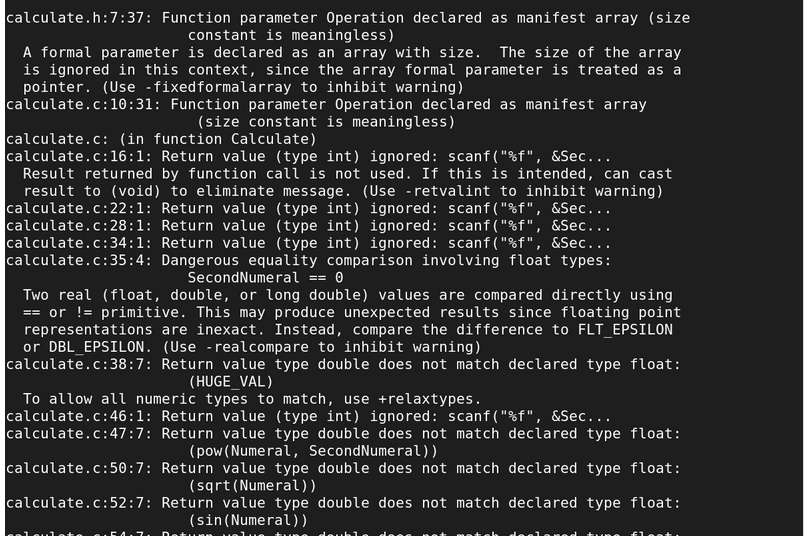 calculate.h:7:37: Function parameter Operation declared as manifest array (size
constant is meaningless)
A formal parameter is declared as an array with size.  The size of the array
is ignored in this context, since the array formal parameter is treated as a
pointer. (Use -fixedformalarray to inhibit warning)
calculate.c:10:31: Function parameter Operation declared as manifest array
(size constant is meaningless)
calculate.c: (in function Calculate)
calculate.c:16:1: Return value (type int) ignored: scanf("%f", &Sec...
Result returned by function call is not used. If this is intended, can cast
result to (void) to eliminate message. (Use -retvalint to inhibit warning)
calculate.c:22:1: Return value (type int) ignored: scanf("%f", &Sec...
calculate.c:28:1: Return value (type int) ignored: scanf("%f", &Sec...
calculate.c:34:1: Return value (type int) ignored: scanf("%f", &Sec...
calculate.c:35:4: Dangerous equality comparison involving float types:
SecondNumeral == 0
Two real (float, double, or long double) values are compared directly using
== or != primitive. This may produce unexpected results since floating point
representations are inexact. Instead, compare the difference to FLT_EPSILON
or DBL_EPSILON. (Use -realcompare to inhibit warning)
calculate.c:38:7: Return value type double does not match declared type float:
(HUGE_VAL)
To allow all numeric types to match, use +relaxtypes.
calculate.c:46:1: Return value (type int) ignored: scanf("%f", &Sec...
calculate.c:47:7: Return value type double does not match declared type float:
(pow(Numeral, SecondNumeral))
calculate.c:50:7: Return value type double does not match declared type float:
(sqrt(Numeral))
calculate.c:52:7: Return value type double does not match declared type float:
(sin(Numeral))
calculate.c:54:7: Return value type double does not match declared type float: